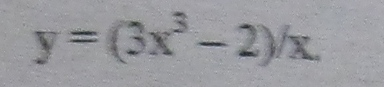 y = (3x³ – 2)/x.